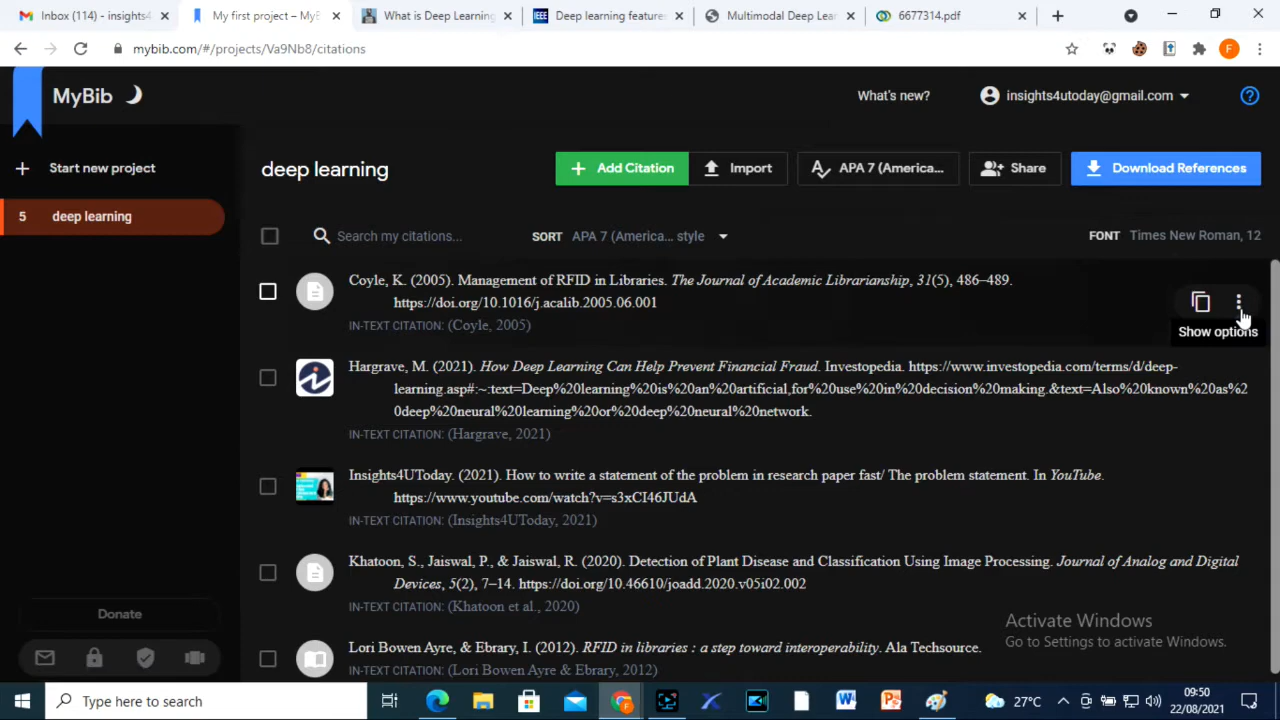 Inbox (114) - insights4
My first project – MyBi
What is Deep Learning
IEEE
Deep learning feature
Multimodal Deep Lear
6677314.pdf
mybib.com/#/projects/Va9Nb8/citations
F
MyBib
What's new?
insights4utoday@gmail.com
?
Start new project
5 deep learning
deep learning
Add Citation
Import
APA 7 (America...
Share
Download References
Search my citations...
SORT APA 7 (America... style
FONT Times New Roman, 12
Coyle, K. (2005). Management of RFID in Libraries. The Journal of Academic Librarianship, 31(5), 486–489.
https://doi.org/10.1016/j.acalib.2005.06.001
IN-TEXT CITATION: (Coyle, 2005)
Show options
Hargrave, M. (2021). How Deep Learning Can Help Prevent Financial Fraud. Investopedia. https://www.investopedia.com/terms/d/deep-
learning.asp#:~:text=Deep%20learning%20is%20an%20artificial,for%20use%20in%20decision%20making.&text=Also%20known%20as%2
0deep%20neural%20learning%20or%20deep%20neural%20network.
IN-TEXT CITATION: (Hargrave, 2021)
Insights4UToday. (2021). How to write a statement of the problem in research paper fast/ The problem statement. In YouTube.
https://www.youtube.com/watch?v=s3xCI46JUdA
IN-TEXT CITATION: (Insights4UToday, 2021)
Khatoon, S., Jaiswal, P., & Jaiswal, R. (2020). Detection of Plant Disease and Classification Using Image Processing. Journal of Analog and Digital
Devices, 5(2), 7–14. https://doi.org/10.46610/joadd.2020.v05i02.002
IN-TEXT CITATION: (Khatoon et al., 2020)
Lori Bowen Ayre, & Ebrary, I. (2012). RFID in libraries : a step toward interoperability. Ala Techsource.
IN-TEXT CITATION: (Lori Bowen Ayre & Ebrary, 2012)
Donate
Activate Windows
Go to Settings to activate Windows.
Type here to search
27°C
09:50
22/08/2021